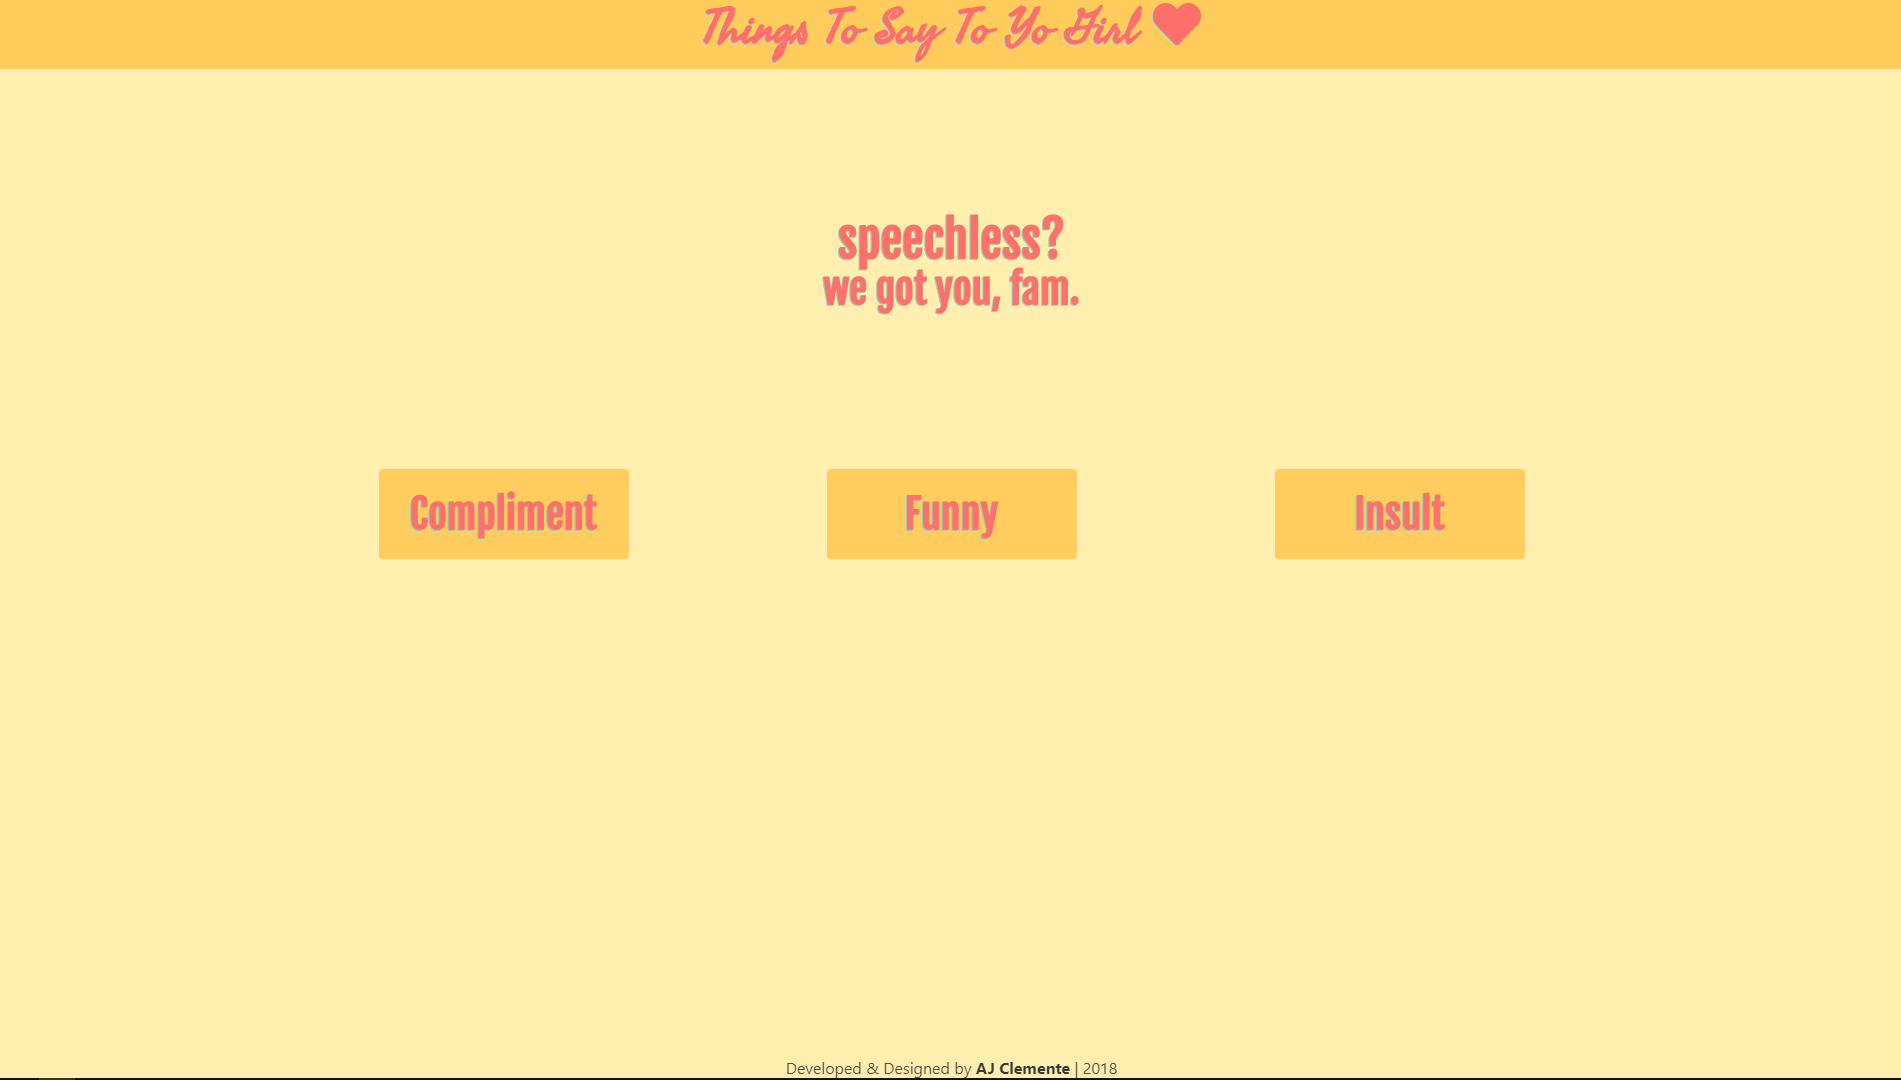 Things To Say To Yo Girl
speechless?
we got you, fam.
Compliment
Funny
Insult
Developed & Designed by AJ Clemente | 2018